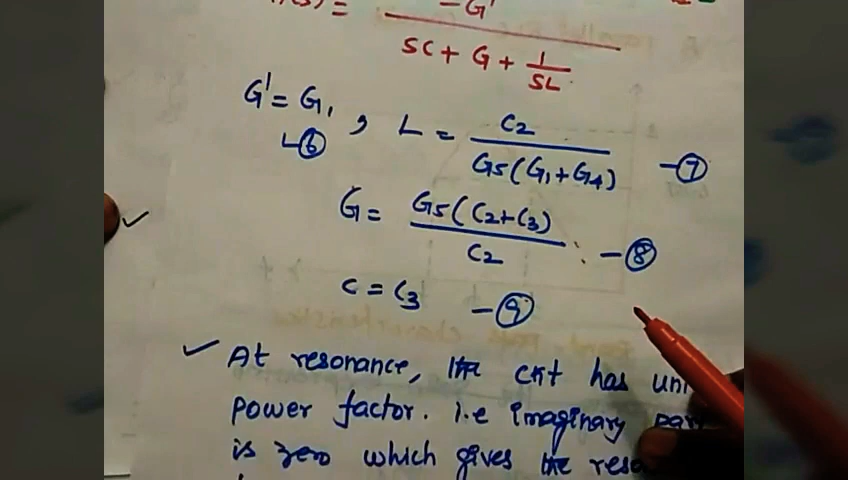 = -G'
SC + G + 1/SL
G' = G1 , L = C2 / G5(G1+G4) -⑦
-⑥
G = G5(C2+C3) / C2 -⑧
C = C3 -⑨
✓ At resonance, the ckt has
power factor. i.e imaginary
is zero which gives the